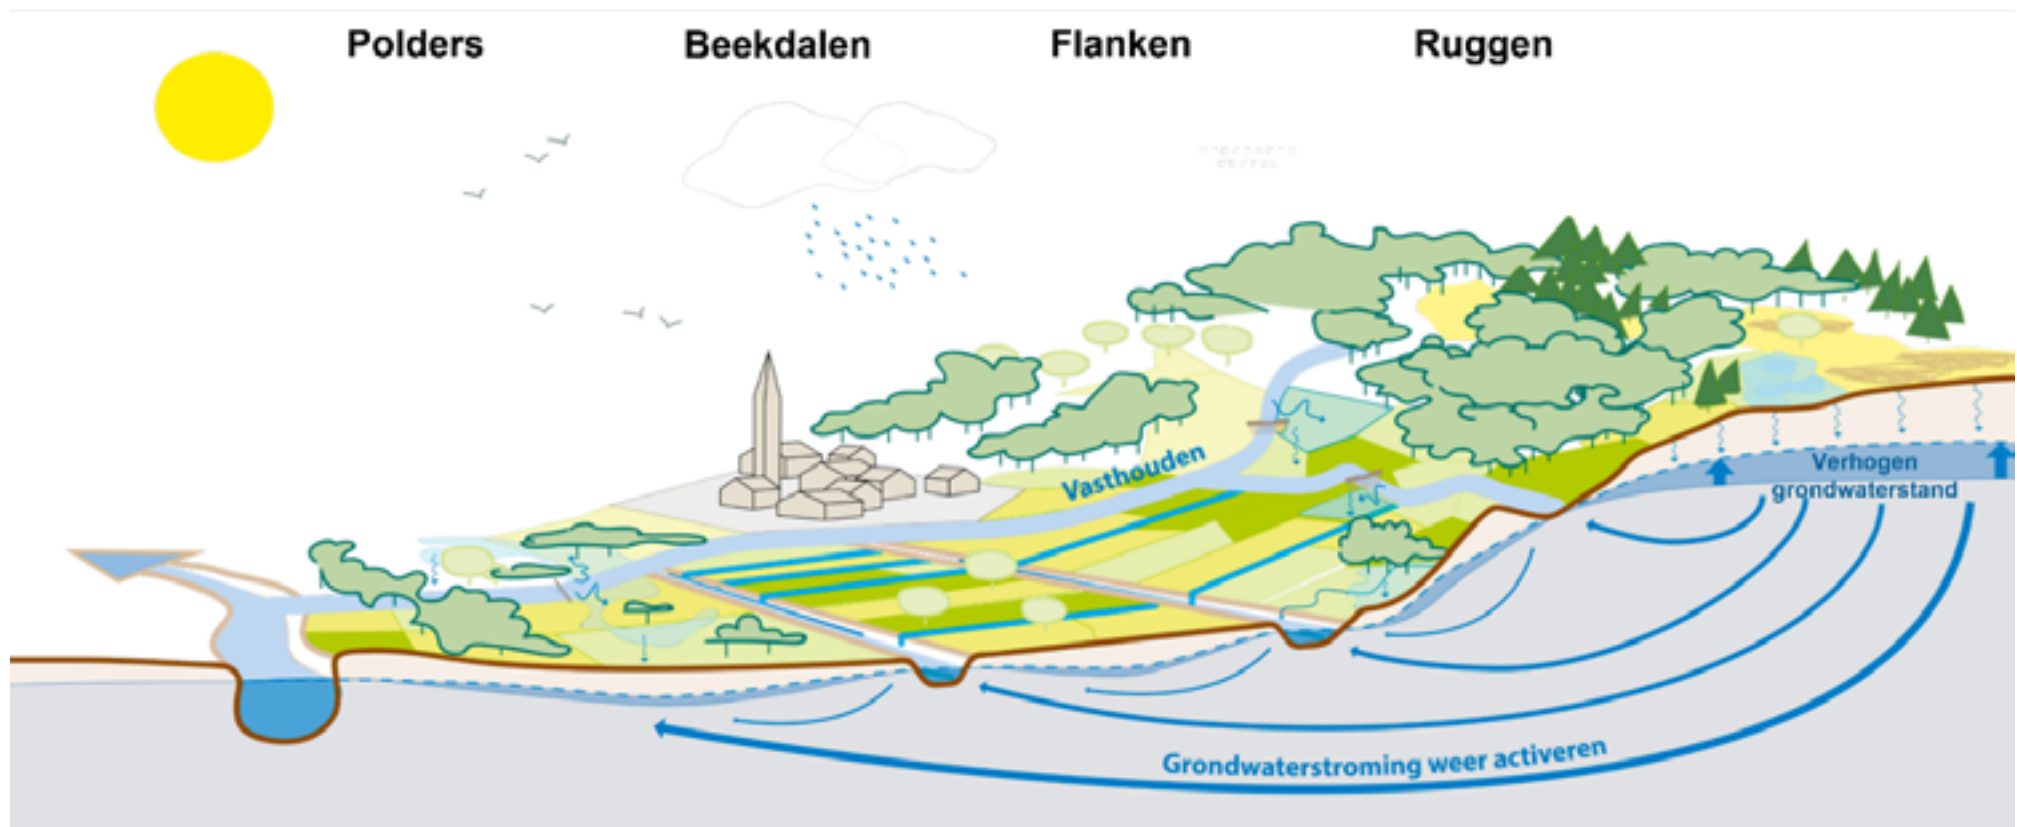 Polders
Beekdalen
Flanken
Ruggen
Vasthouden
Verhogen
grondwaterstand
Grondwaterstroming weer activeren